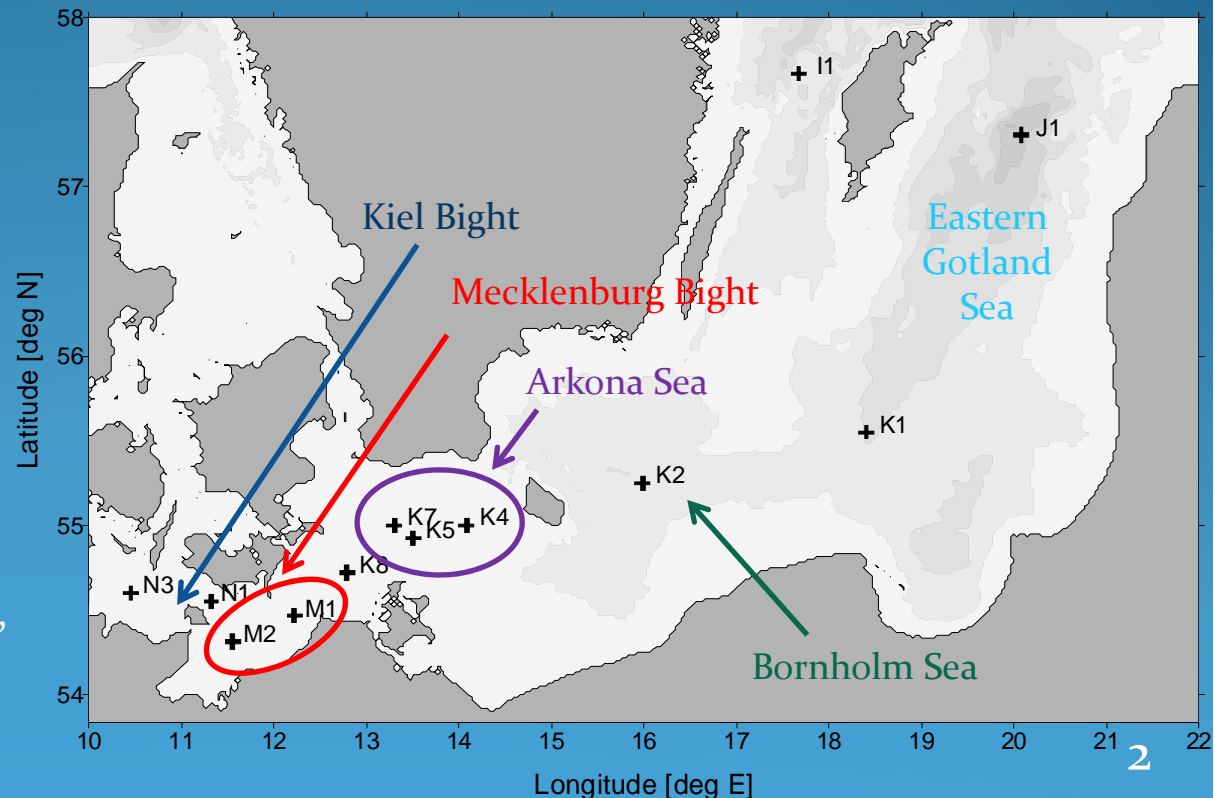 58
57
56
55
54
Latitude [deg N]
I1
J1
Kiel Bight
Eastern
Gotland
Sea
Mecklenburg Bight
Arkona Sea
K1
K2
K7
K5
K4
K8
N3
N1
M1
M2
,
Bornholm Sea
10 11 12 13 14 15 16 17 18 19 20 21 22
2
Longitude [deg E]